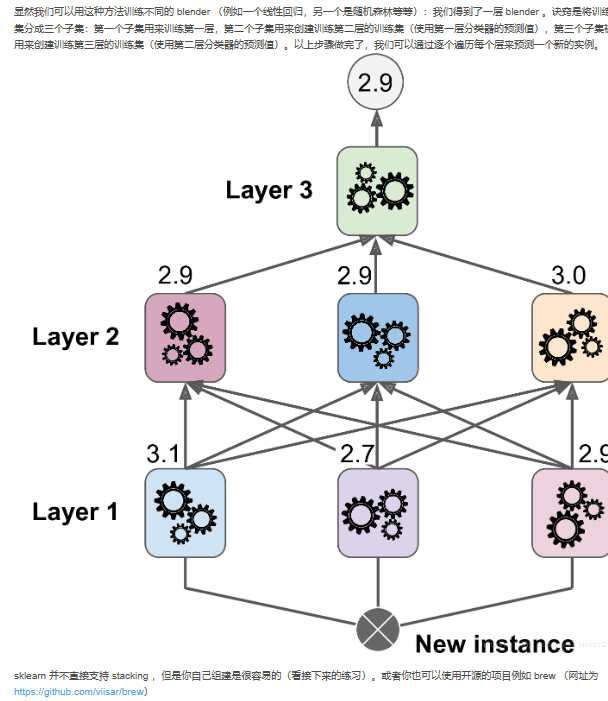 显然我们可以用这种方法训练不同的 blender （例如一个线性回归，另一个是随机森林等等）：我们得到了一层 blender 。诀窍是将训练
集分成三个子集：第一个子集用来训练第一层，第二个子集用来创建训练第二层的训练集（使用第一层分类器的预测值），第三个子集被
用来创建训练第三层的训练集（使用第二层分类器的预测值）。以上步骤做完了，我们可以通过逐个遍历每个层来预测一个新的实例。
2.9
Layer 3
2.9 2.9 3.0
Layer 2
3.1 2.7 2.9
Layer 1
New instance
sklearn 并不直接支持 stacking ，但是你自己组建是很容易的（看接下来的练习）。或者你也可以使用开源的项目例如 brew （网址为
https://github.com/viisar/brew）